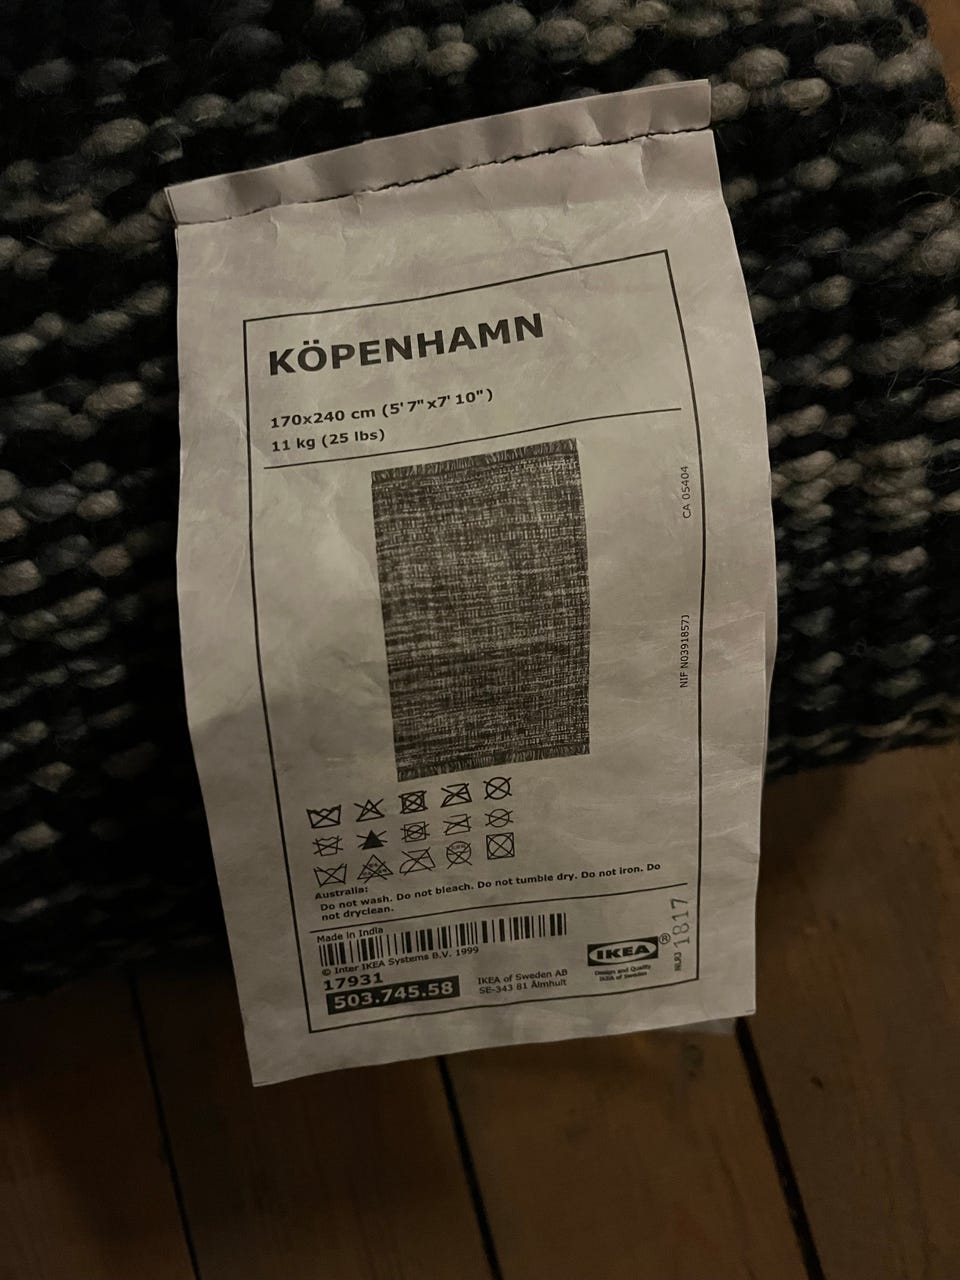 KÖPENHAMN
170x240 cm (5'7"x7'10")
11 kg (25 lbs)
CA 05404
NIF N0391857J
Australia:
Do not wash. Do not bleach. Do not tumble dry. Do not iron. Do
not dryclean.
Made in India
© Inter IKEA Systems B.V. 1999
17931
503.745.58
IKEA of Sweden AB
SE-343 81 Älmhult
IKEA®
Design and Quality
IKEA of Sweden
1817